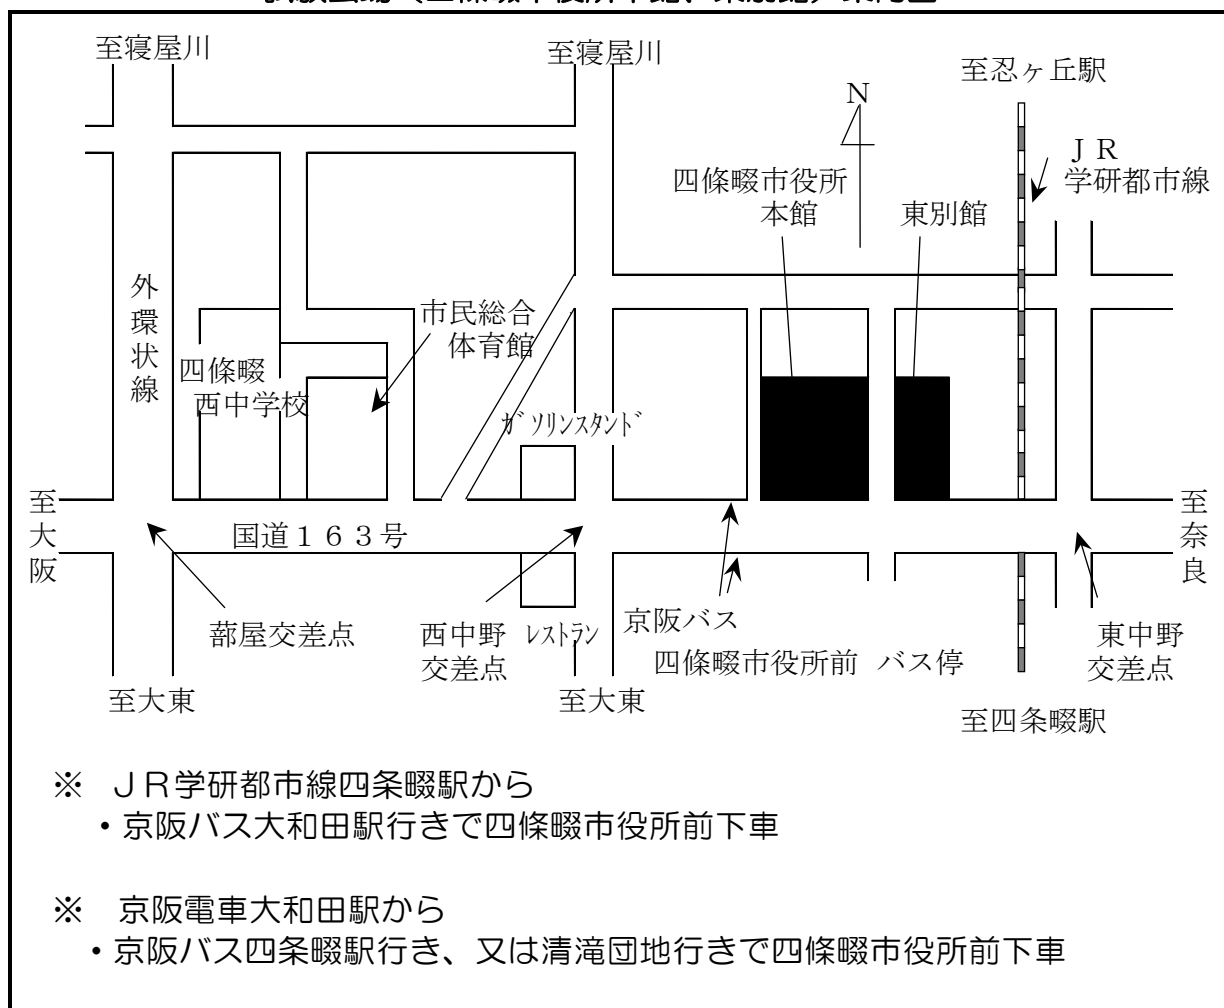 至寝屋川
至寝屋川
至忍ヶ丘駅
N
ＪＲ
学研都市線
四條畷市役所
本館
東別館
外環状線
市民総合
体育館
四條畷
西中学校
ｶﾞｿﾘﾝｽﾀﾝﾄﾞ
至大阪
国道１６３号
至奈良
蔀屋交差点
西中野
交差点
ﾚｽﾄﾗﾝ
京阪バス
四條畷市役所前 バス停
東中野
交差点
至大東
至大東
至四条畷駅
※　ＪＲ学研都市線四条畷駅から
・京阪バス大和田駅行きで四條畷市役所前下車
※　京阪電車大和田駅から
・京阪バス四条畷駅行き、又は清滝団地行きで四條畷市役所前下車